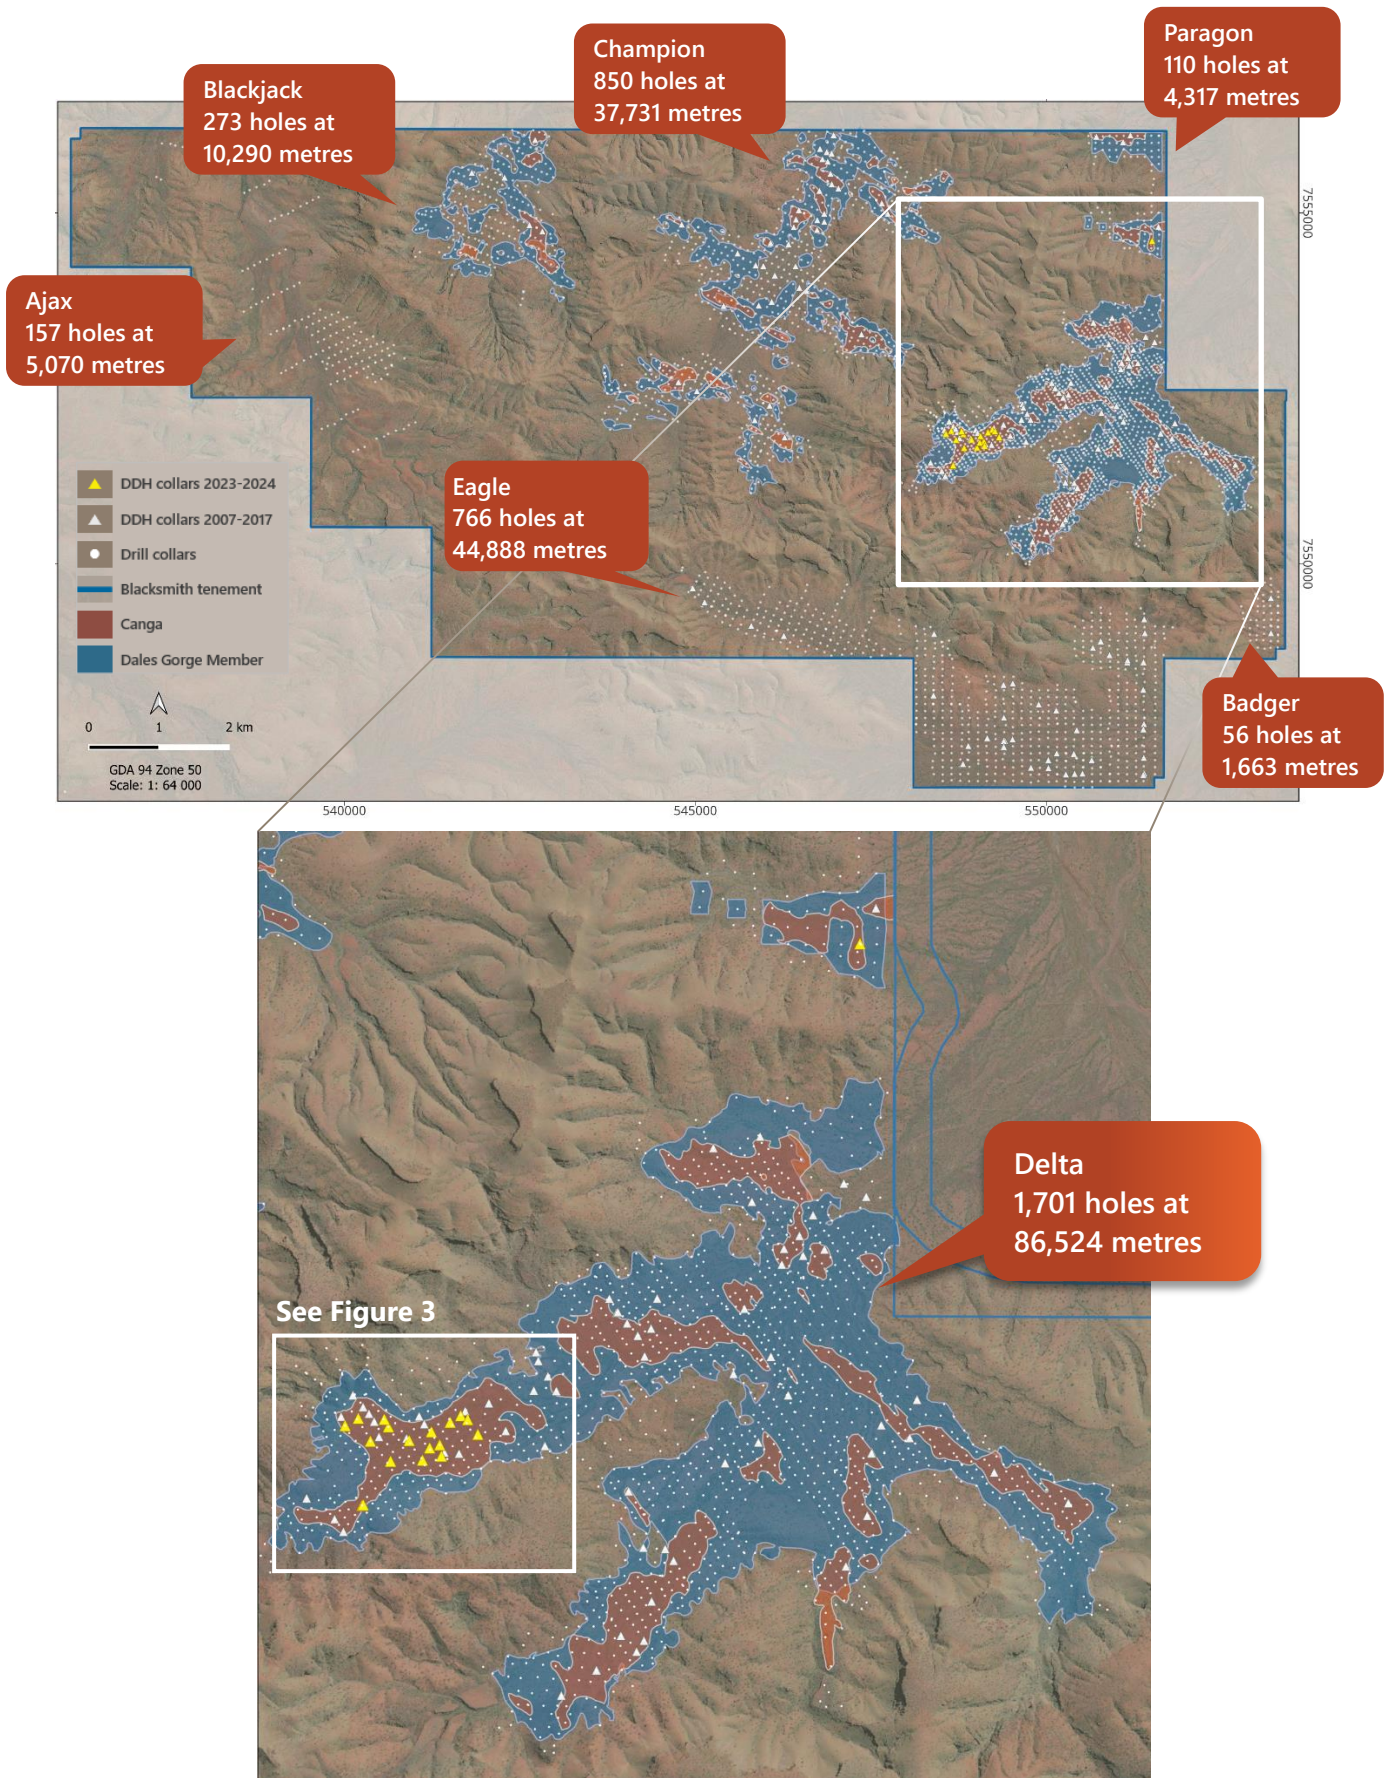 Paragon
110 holes at
4,317 metres
Champion
850 holes at
37,731 metres
Blackjack
273 holes at
10,290 metres
7555000
Ajax
157 holes at
5,070 metres
Eagle
766 holes at
44,888 metres
DDH collars 2023-2024
DDH collars 2007-2017
Drill collars
Blacksmith tenement
Canga
Dales Gorge Member
7550000
0 1 2 km
GDA 94 Zone 50
Scale: 1: 64 000
Badger
56 holes at
1,663 metres
540000 545000 550000
Delta
1,701 holes at
86,524 metres
See Figure 3